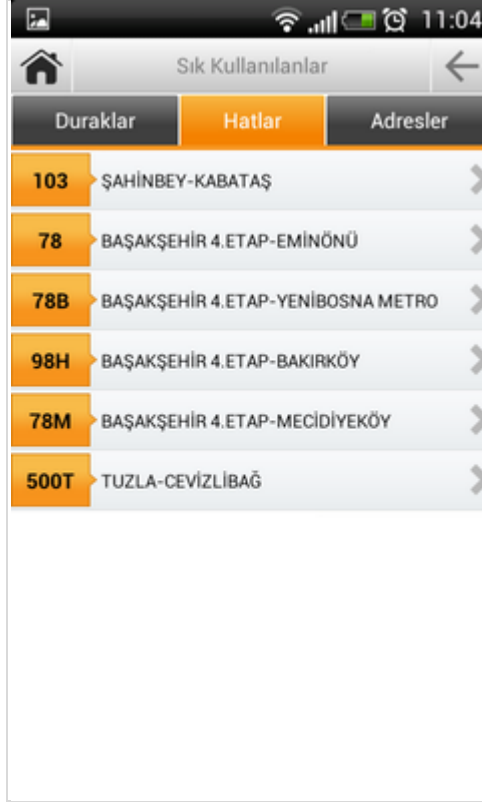 11:04
Sık Kullanılanlar
Duraklar Hatlar Adresler
103 ŞAHİNBEY-KABATAŞ
78 BAŞAKŞEHİR 4.ETAP-EMİNÖNÜ
78B BAŞAKŞEHİR 4.ETAP-YENİBOSNA METRO
98H BAŞAKŞEHİR 4.ETAP-BAKIRKÖY
78M BAŞAKŞEHİR 4.ETAP-MECİDİYEKÖY
500T TUZLA-CEVİZLİBAĞ